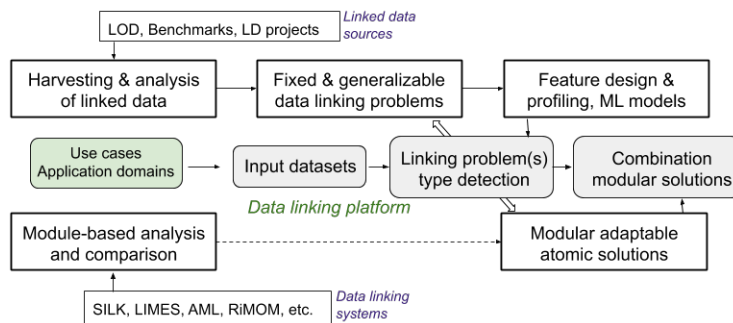 LOD, Benchmarks, LD projects
Linked data
sources
Harvesting & analysis
of linked data
Fixed & generalizable
data linking problems
Feature design &
profiling, ML models
Use cases
Application domains
Input datasets
Linking problem(s)
type detection
Combination
modular solutions
Data linking platform
Module-based analysis
and comparison
Modular adaptable
atomic solutions
SILK, LIMES, AML, RiMOM, etc.
Data linking
systems